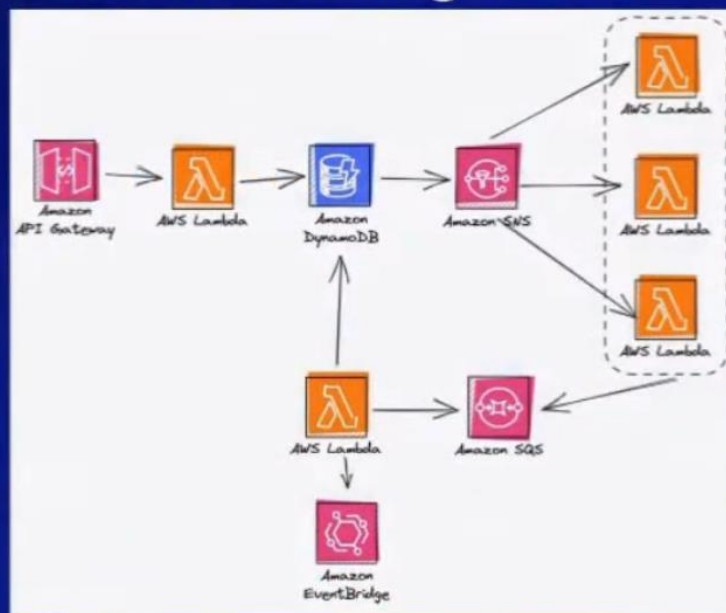 AWS Lambda
Amazon
API Gateway
AWS Lambda
Amazon
DynamoDB
Amazon SNS
AWS Lambda
AWS Lambda
AWS Lambda
Amazon SQS
Amazon
EventBridge